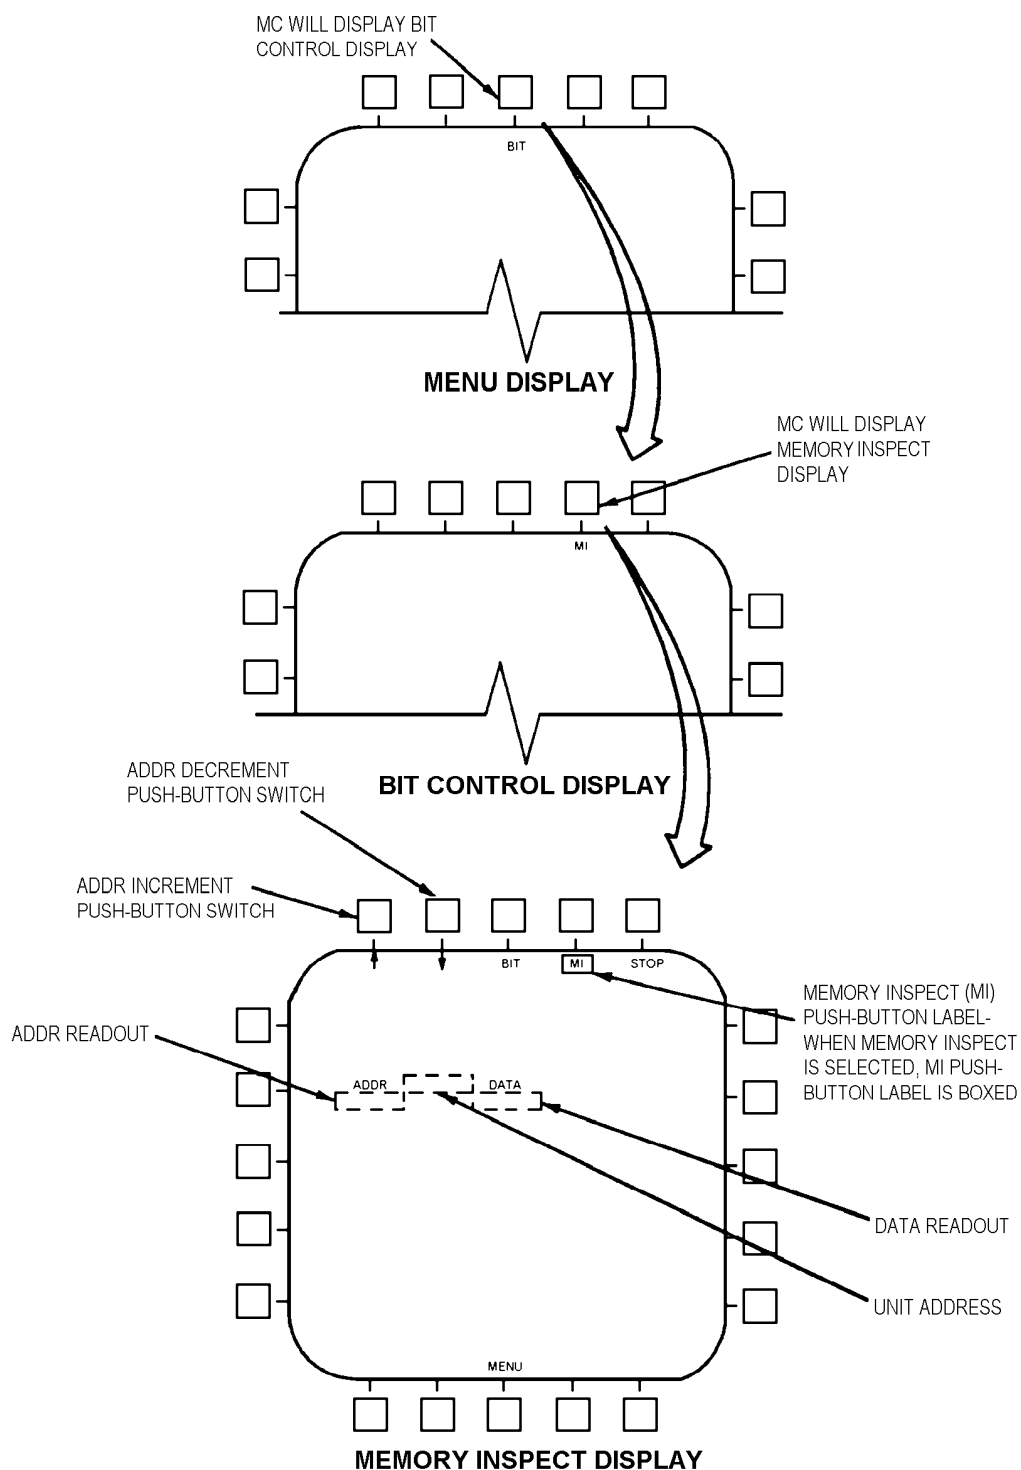 MC WILL DISPLAY BIT
CONTROL DISPLAY
BIT
MENU DISPLAY
MC WILL DISPLAY
MEMORY INSPECT
DISPLAY
MI
BIT CONTROL DISPLAY
ADDR DECREMENT
PUSH-BUTTON SWITCH
ADDR INCREMENT
PUSH-BUTTON SWITCH
BIT
MI
STOP
MEMORY INSPECT (MI)
PUSH-BUTTON LABEL-
WHEN MEMORY INSPECT
IS SELECTED, MI PUSH-
BUTTON LABEL IS BOXED
ADDR READOUT
ADDR
DATA
DATA READOUT
UNIT ADDRESS
MENU
MEMORY INSPECT DISPLAY